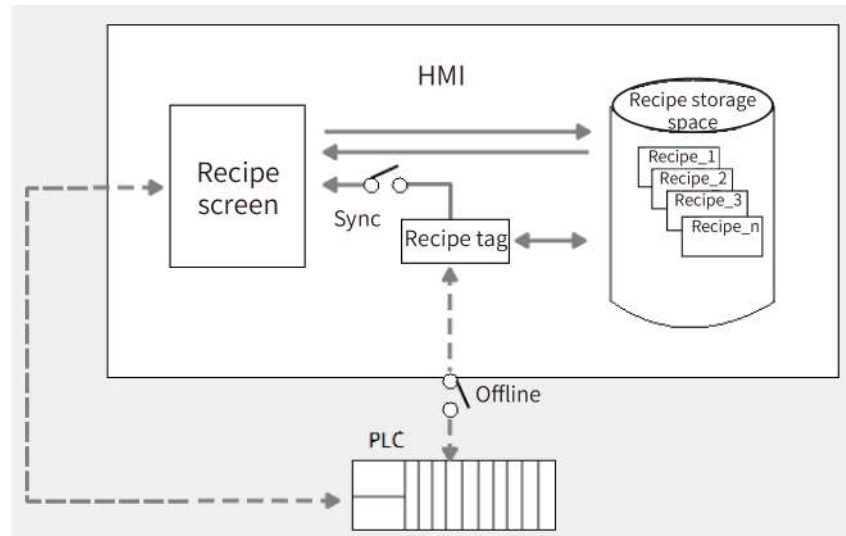 HMI
Recipe storage
space
Recipe_1
Recipe_2
Recipe_3
Recipe_n
Recipe
screen
Sync
Recipe tag
Offline
PLC